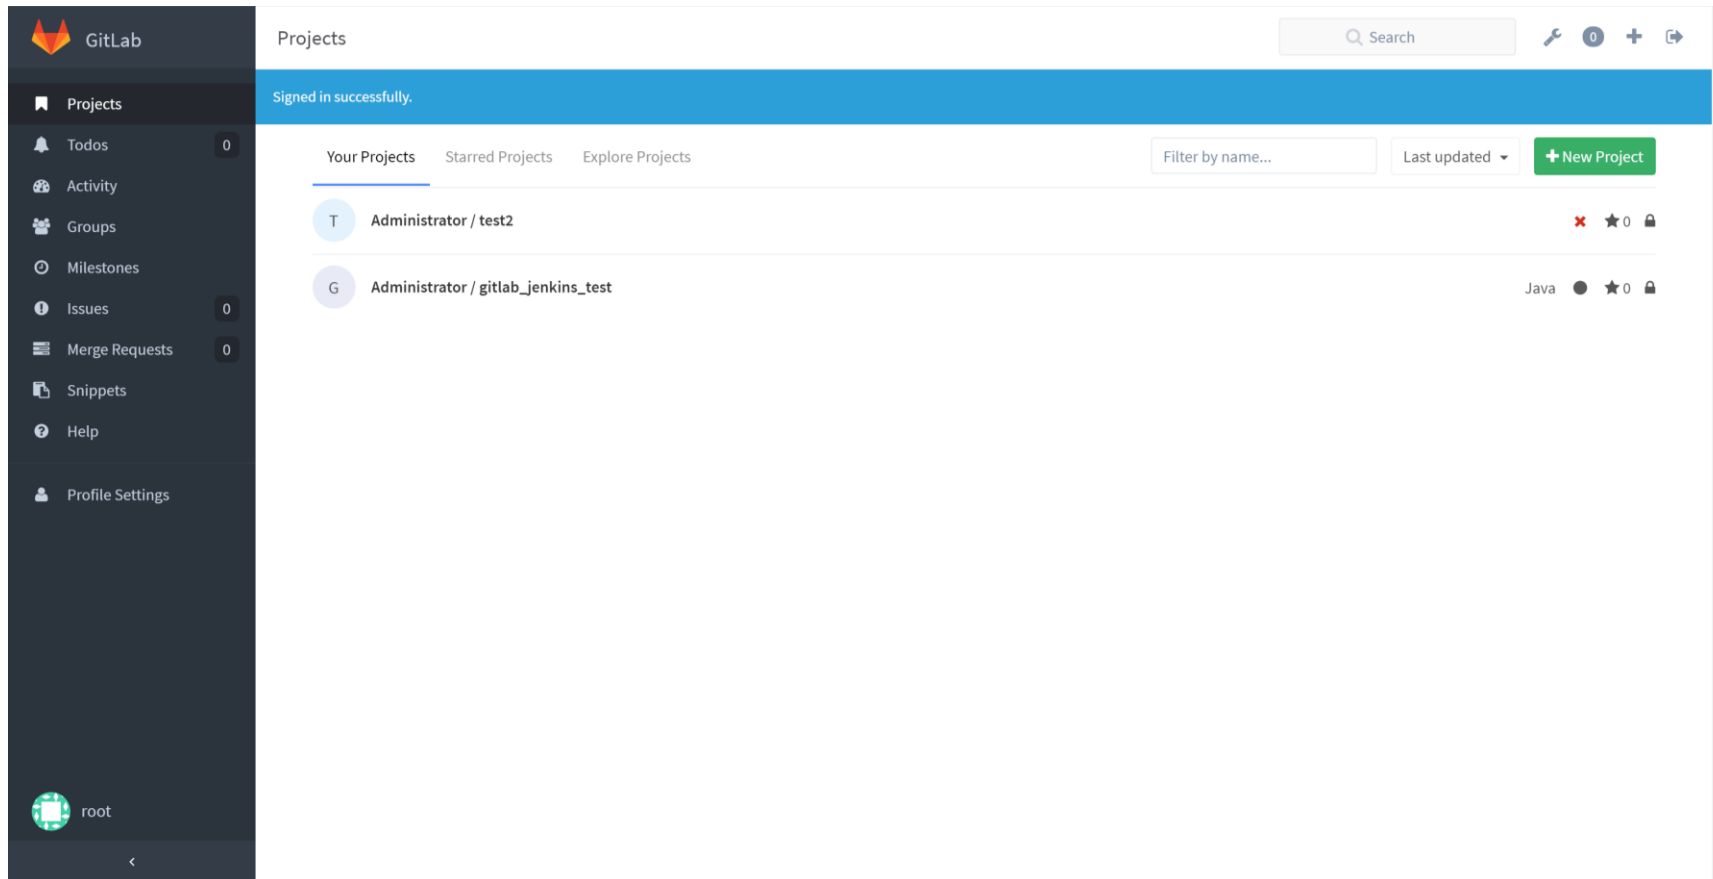 GitLab
Projects
Search
0
Signed in successfully.
Projects
Todos 0
Activity
Groups
Milestones
Issues 0
Merge Requests 0
Snippets
Help
Profile Settings
root
Your Projects Starred Projects Explore Projects
Filter by name...
Last updated
New Project
T Administrator / test2 0
G Administrator / gitlab_jenkins_test Java 0